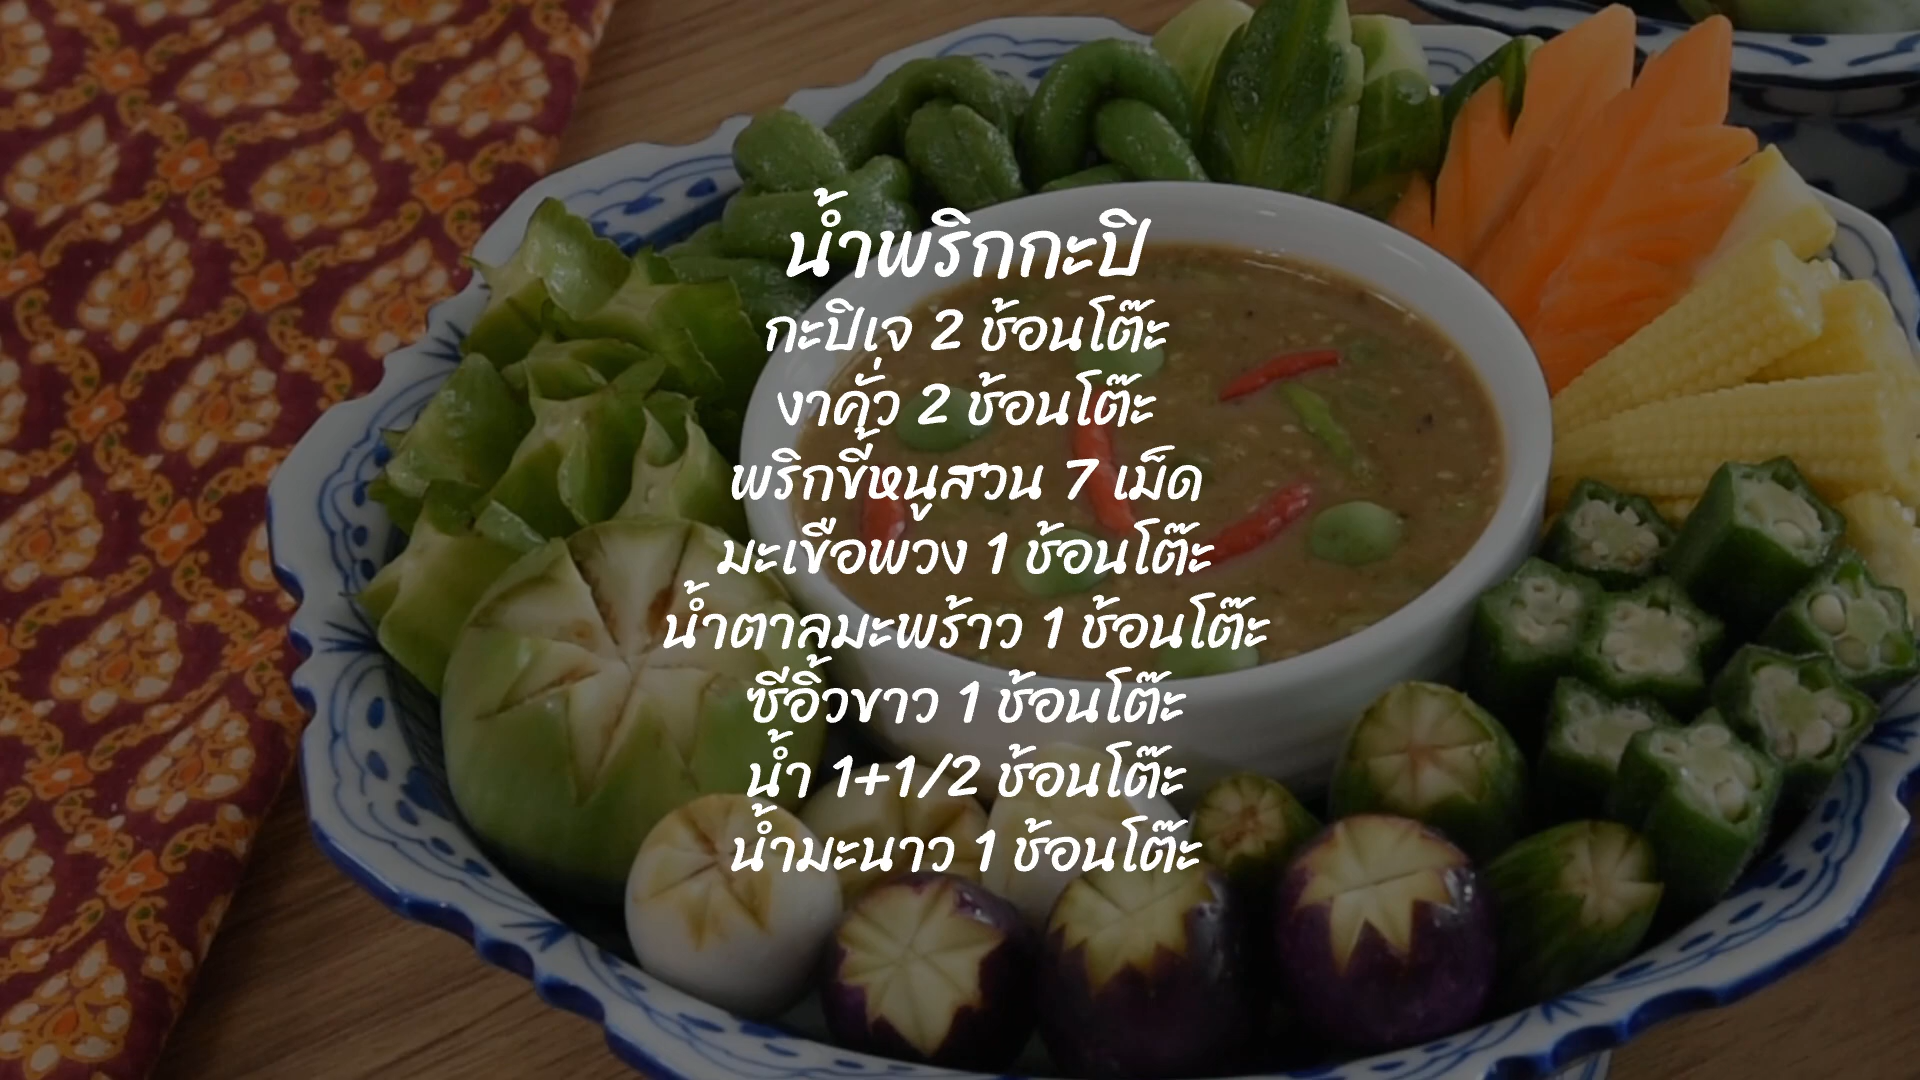 น้ำพริกกะปิ
กะปิเจ 2 ช้อนโต๊ะ
งาคั่ว 2 ช้อนโต๊ะ
พริกขี้หนูสวน 7 เม็ด
มะเขือพวง 1 ช้อนโต๊ะ
น้ำตาลมะพร้าว 1 ช้อนโต๊ะ
ซีอิ้วขาว 1 ช้อนโต๊ะ
น้ำ 1+1/2 ช้อนโต๊ะ
น้ำมะนาว 1 ช้อนโต๊ะ